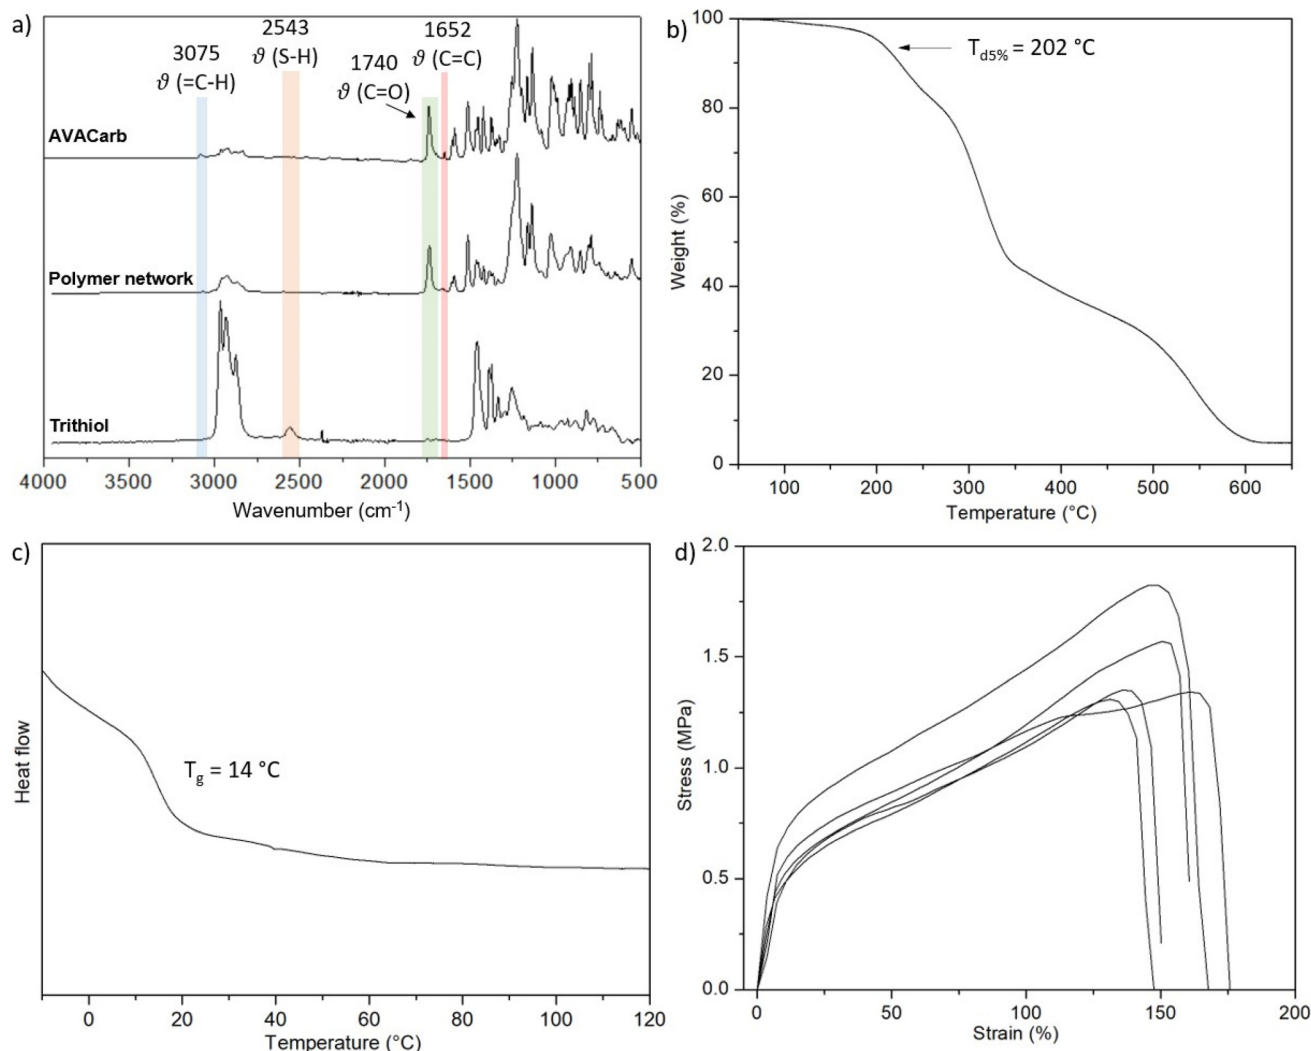 a)
3075
ϑ (=C-H)
2543
ϑ (S-H)
1740
ϑ (C=O)
1652
ϑ (C=C)
AVACarb
Polymer network
Trithiol
4000 3500 3000 2500 2000 1500 1000 500
Wavenumber (cm⁻¹)
b)
T_d5% = 202 °C
100
80
60
40
20
0
Weight (%)
100 200 300 400 500 600
Temperature (°C)
c)
Heat flow
T_g = 14 °C
0 20 40 60 80 100 120
Temperature (°C)
d)
2.0
1.5
1.0
0.5
0.0
Stress (MPa)
0 50 100 150 200
Strain (%)